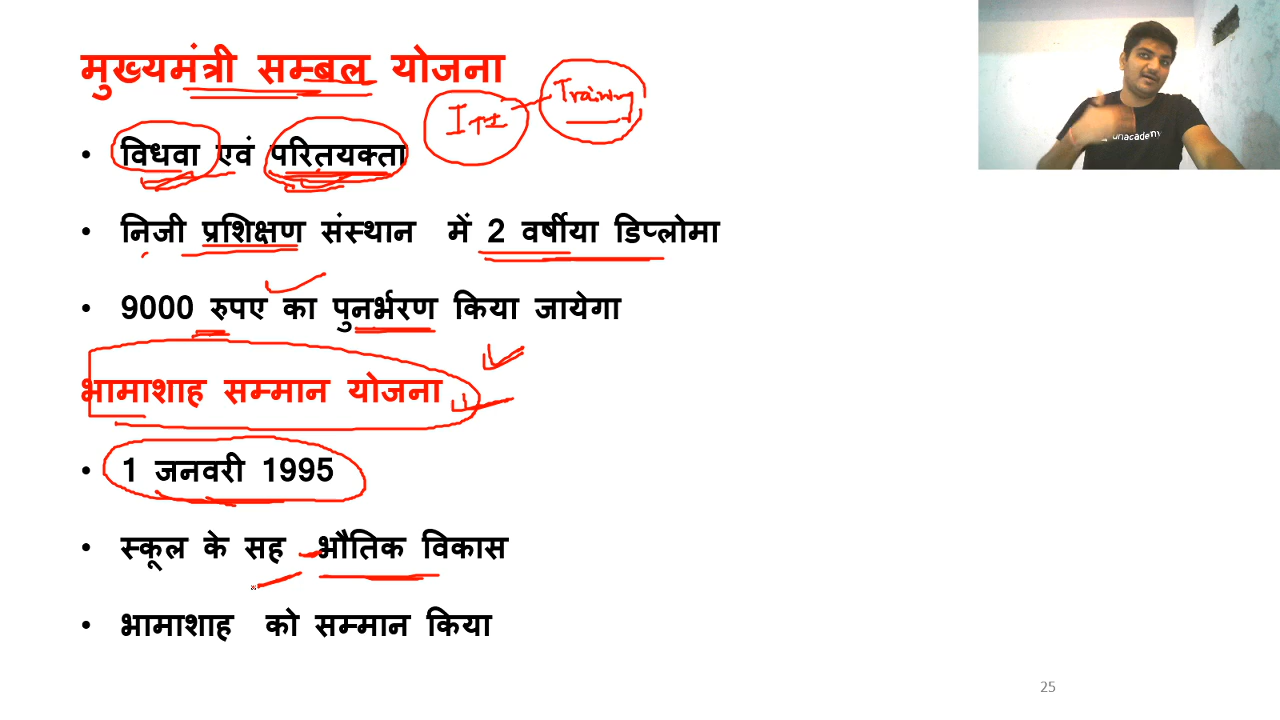 मुख्यमंत्री सम्बल योजना
ITI Training
• विधवा एवं परितयक्ता
• निजी प्रशिक्षण संस्थान में 2 वर्षीया डिप्लोमा
• 9000 रुपए का पुनर्भरण किया जायेगा
भामाशाह सम्मान योजना
• 1 जनवरी 1995
• स्कूल के सह भौतिक विकास
• भामाशाह को सम्मान किया
25